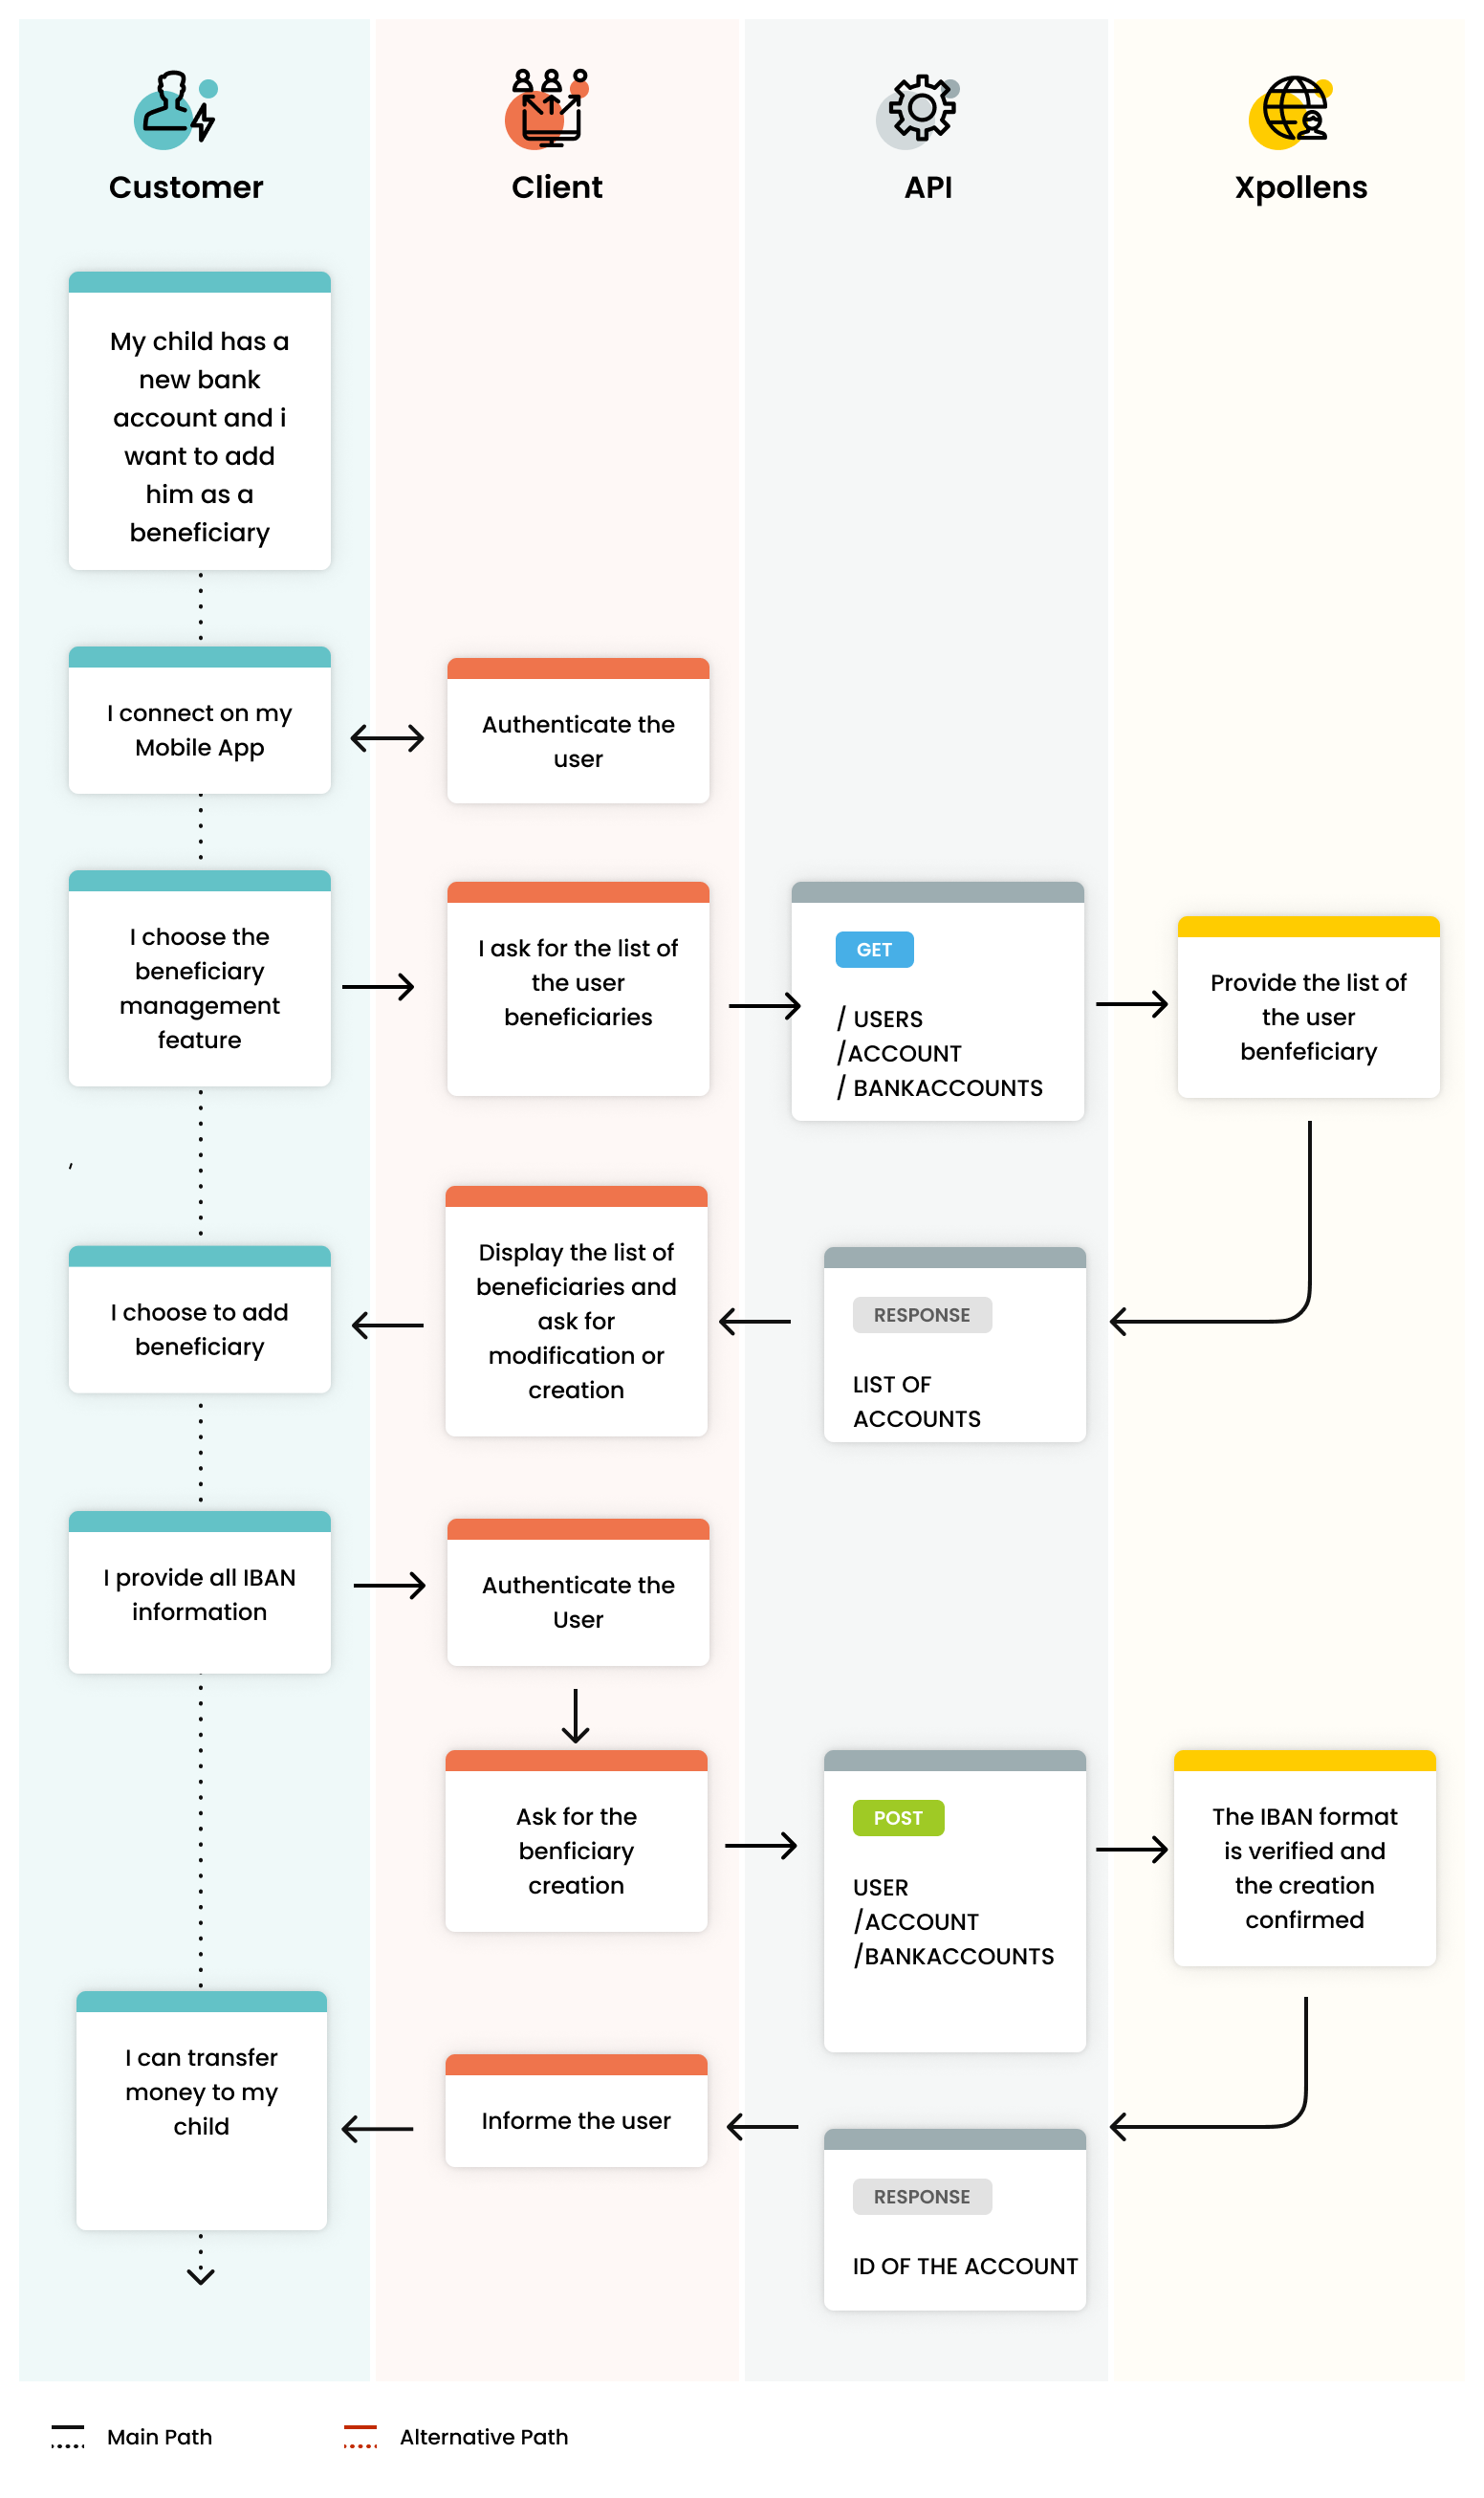 Customer
Client
API
Xpollens
My child has a
new bank
account and i
want to add
him as a
beneficiary
I connect on my
Mobile App
Authenticate the
user
I choose the
beneficiary
management
feature
I ask for the list of
the user
beneficiaries
GET
/ USERS
/ACCOUNT
/ BANKACCOUNTS
Provide the list of
the user
benfeficiary
,
I choose to add
beneficiary
Display the list of
beneficiaries and
ask for
modification or
creation
RESPONSE
LIST OF
ACCOUNTS
I provide all IBAN
information
Authenticate the
User
Ask for the
benficiary
creation
POST
USER
/ACCOUNT
/BANKACCOUNTS
The IBAN format
is verified and
the creation
confirmed
I can transfer
money to my
child
Informe the user
RESPONSE
ID OF THE ACCOUNT
Main Path
Alternative Path